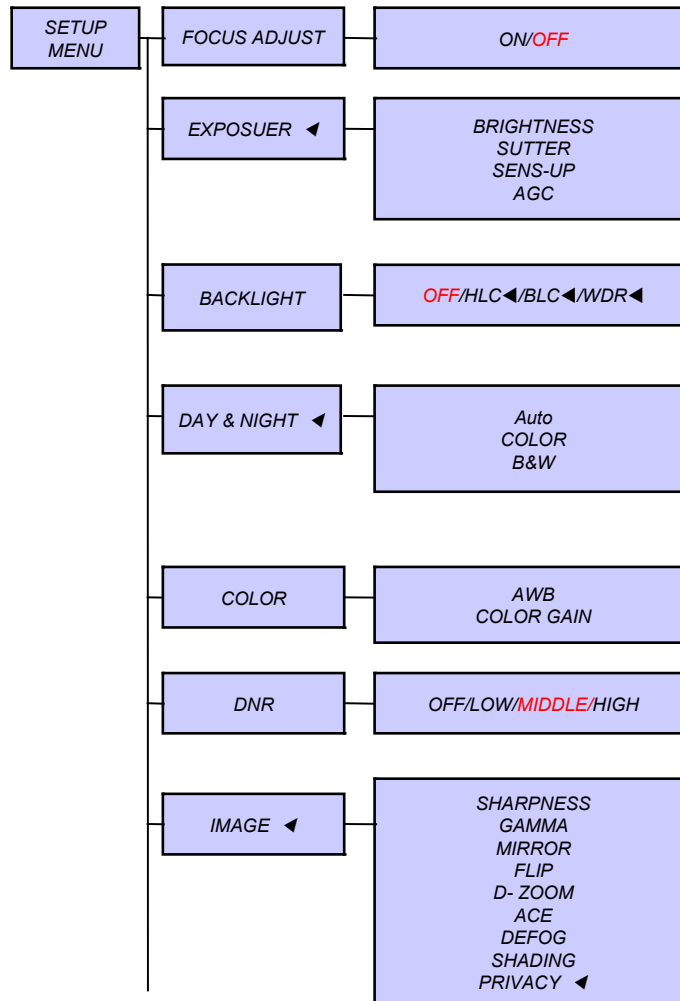 SETUP
MENU
FOCUS ADJUST
ON/OFF
EXPOSUER ◀
BRIGHTNESS
SUTTER
SENS-UP
AGC
BACKLIGHT
OFF/HLC◀/BLC◀/WDR◀
DAY & NIGHT ◀
Auto
COLOR
B&W
COLOR
AWB
COLOR GAIN
DNR
OFF/LOW/MIDDLE/HIGH
IMAGE ◀
SHARPNESS
GAMMA
MIRROR
FLIP
D- ZOOM
ACE
DEFOG
SHADING
PRIVACY ◀